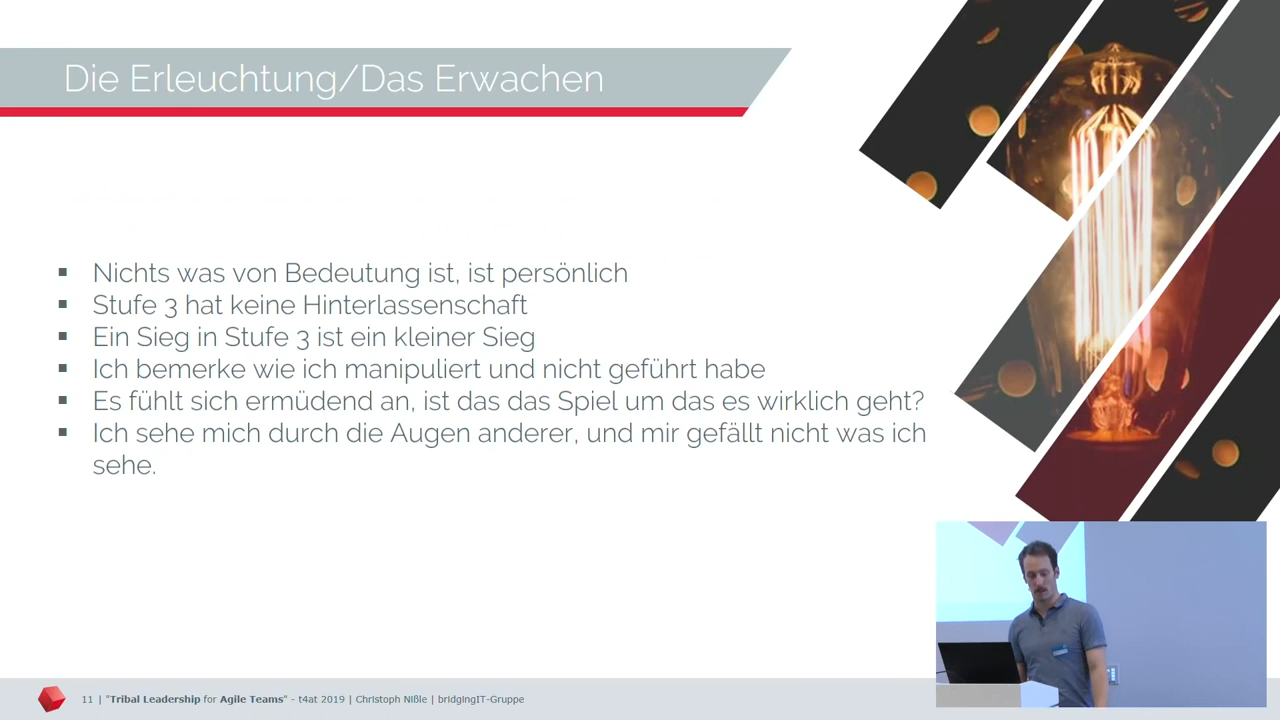 Die Erleuchtung/Das Erwachen
▪ Nichts was von Bedeutung ist, ist persönlich
▪ Stufe 3 hat keine Hinterlassenschaft
▪ Ein Sieg in Stufe 3 ist ein kleiner Sieg
▪ Ich bemerke wie ich manipuliert und nicht geführt habe
▪ Es fühlt sich ermüdend an, ist das das Spiel um das es wirklich geht?
▪ Ich sehe mich durch die Augen anderer, und mir gefällt nicht was ich
sehe.
11 | "Tribal Leadership for Agile Teams" - t4at 2019 | Christoph Nißle | bridgingIT-Gruppe